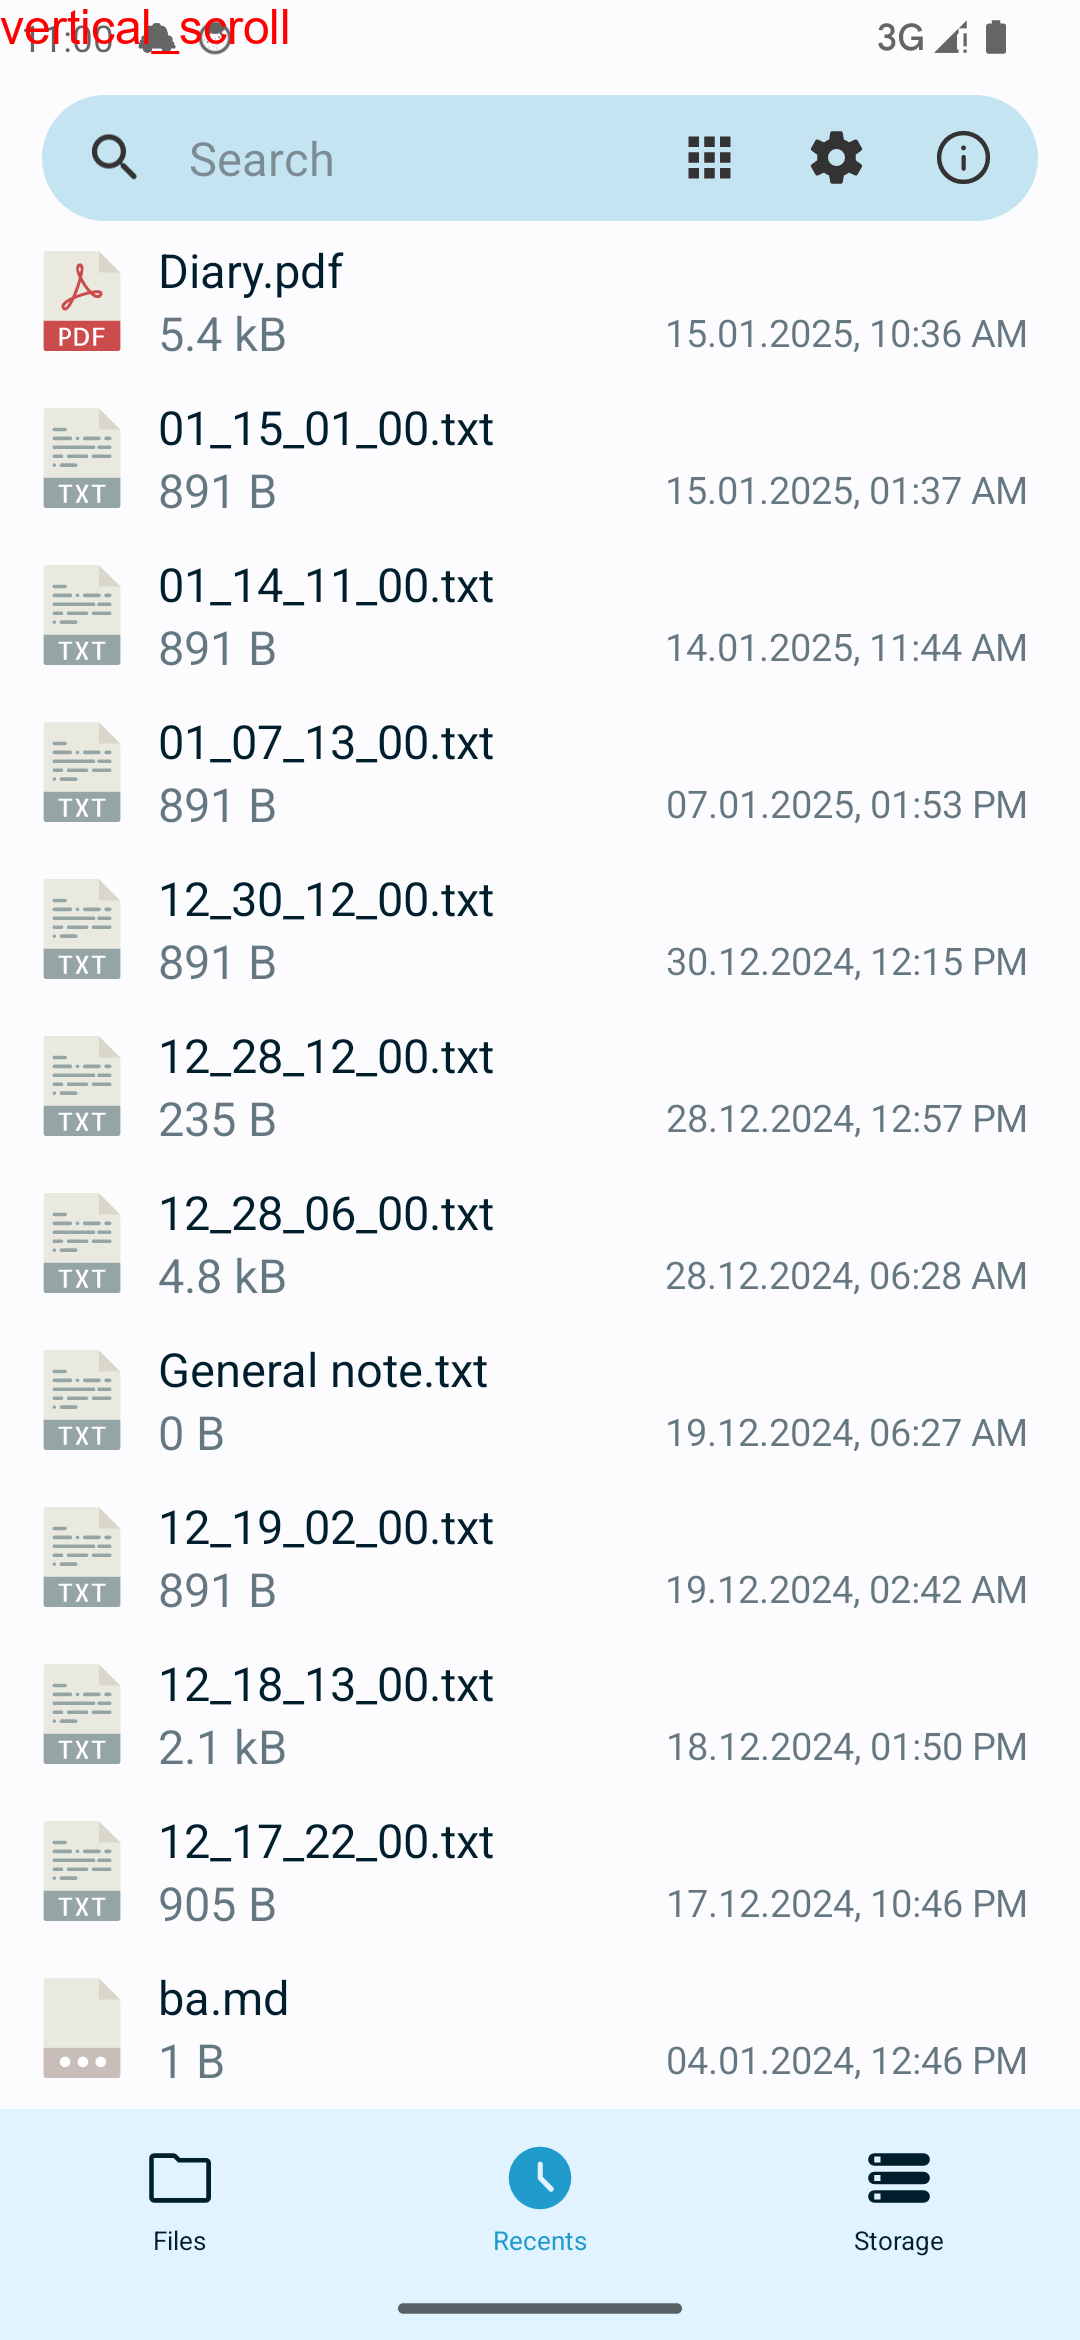 vertical_scroll
11:00
3G
Search
Diary.pdf
5.4 kB
15.01.2025, 10:36 AM
PDF
01_15_01_00.txt
891 B
15.01.2025, 01:37 AM
TXT
01_14_11_00.txt
891 B
14.01.2025, 11:44 AM
TXT
01_07_13_00.txt
891 B
07.01.2025, 01:53 PM
TXT
12_30_12_00.txt
891 B
30.12.2024, 12:15 PM
TXT
12_28_12_00.txt
235 B
28.12.2024, 12:57 PM
TXT
12_28_06_00.txt
4.8 kB
28.12.2024, 06:28 AM
TXT
General note.txt
0 B
19.12.2024, 06:27 AM
TXT
12_19_02_00.txt
891 B
19.12.2024, 02:42 AM
TXT
12_18_13_00.txt
2.1 kB
18.12.2024, 01:50 PM
TXT
12_17_22_00.txt
905 B
17.12.2024, 10:46 PM
TXT
ba.md
1 B
04.01.2024, 12:46 PM
Files
Recents
Storage